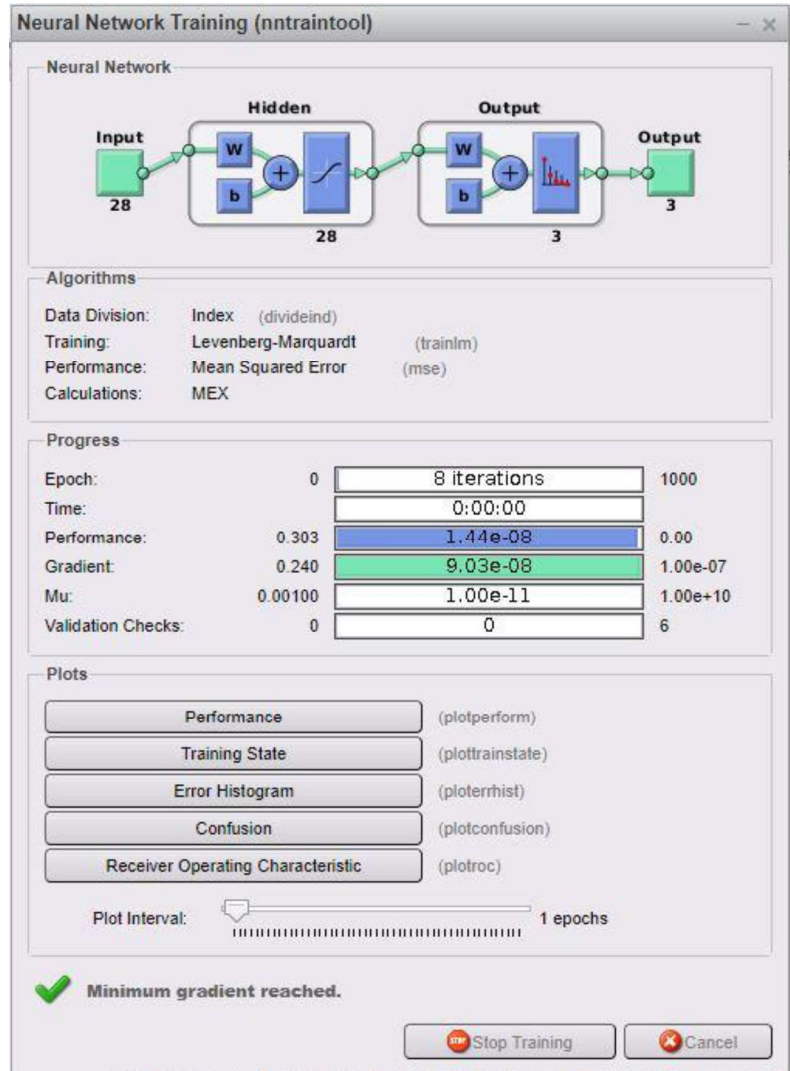 Neural Network Training (nntraintool)
Neural Network
Hidden Output
Input Output
W W
b b
28 28 3 3
Algorithms
Data Division: Index (divideind)
Training: Levenberg-Marquardt (trainlm)
Performance: Mean Squared Error (mse)
Calculations: MEX
Progress
Epoch: 0 8 iterations 1000
Time: 0:00:00
Performance: 0.303 1.44e-08 0.00
Gradient: 0.240 9.03e-08 1.00e-07
Mu: 0.00100 1.00e-11 1.00e+10
Validation Checks: 0 0 6
Plots
Performance (plotperform)
Training State (plottrainstate)
Error Histogram (ploterrhist)
Confusion (plotconfusion)
Receiver Operating Characteristic (plotroc)
Plot Interval: 1 epochs
Minimum gradient reached.
STOP Stop Training Cancel